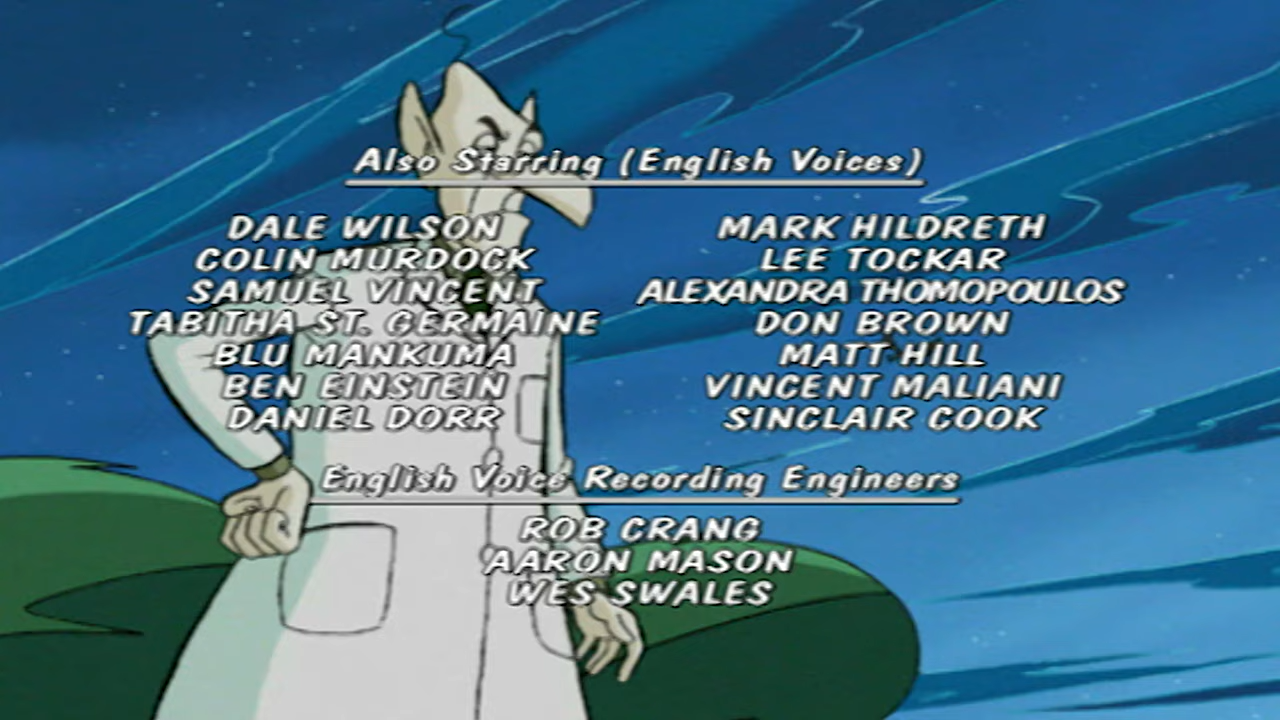 Also Starring (English Voices)
DALE WILSON MARK HILDRETH
COLIN MURDOCK LEE TOCKAR
SAMUEL VINCENT ALEXANDRA THOMOPOULOS
TABITHA ST. GERMAINE DON BROWN
BLU MANKUMA MATT HILL
BEN EINSTEIN VINCENT MALIANI
DANIEL DORR SINCLAIR COOK
English Voice Recording Engineers
ROB CRANG
AARON MASON
WES SWALES